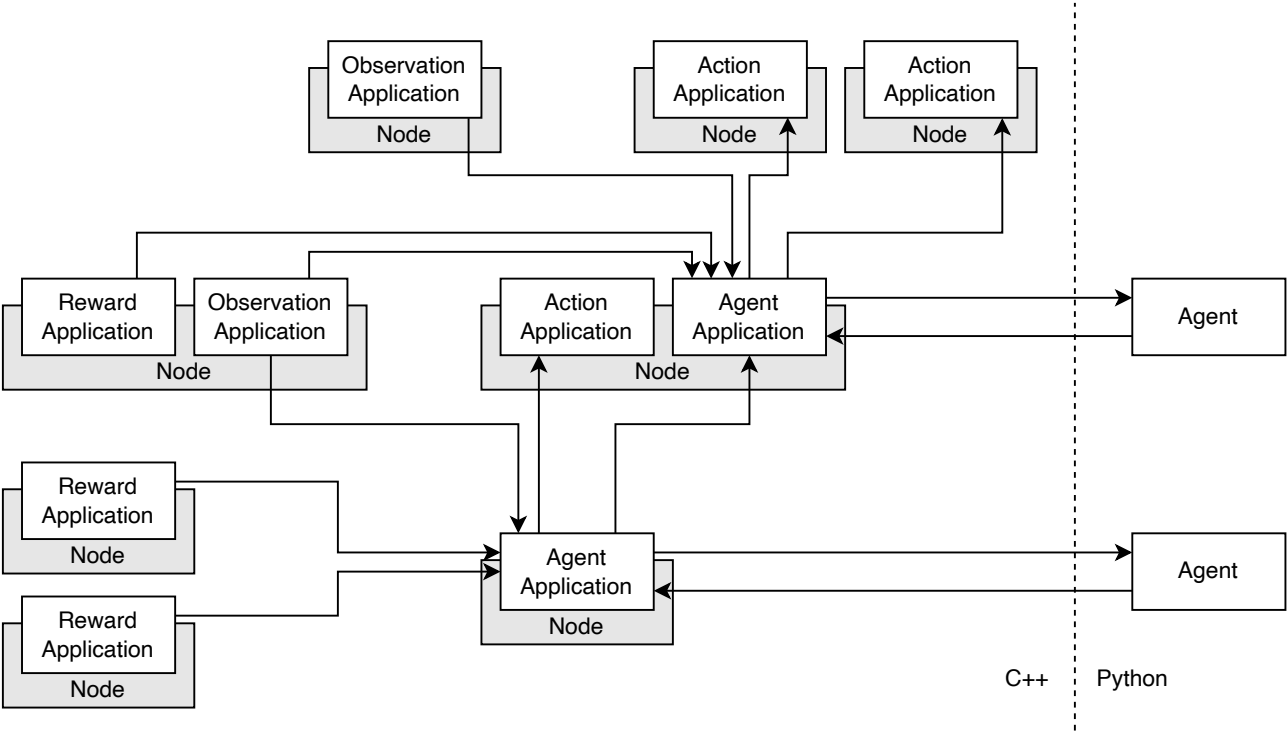 Observation
Application
Node
Action
Application
Node
Action
Application
Node
Reward
Application
Observation
Application
Node
Action
Application
Agent
Application
Node
Agent
Reward
Application
Node
Agent
Application
Node
Agent
Reward
Application
Node
C++
Python